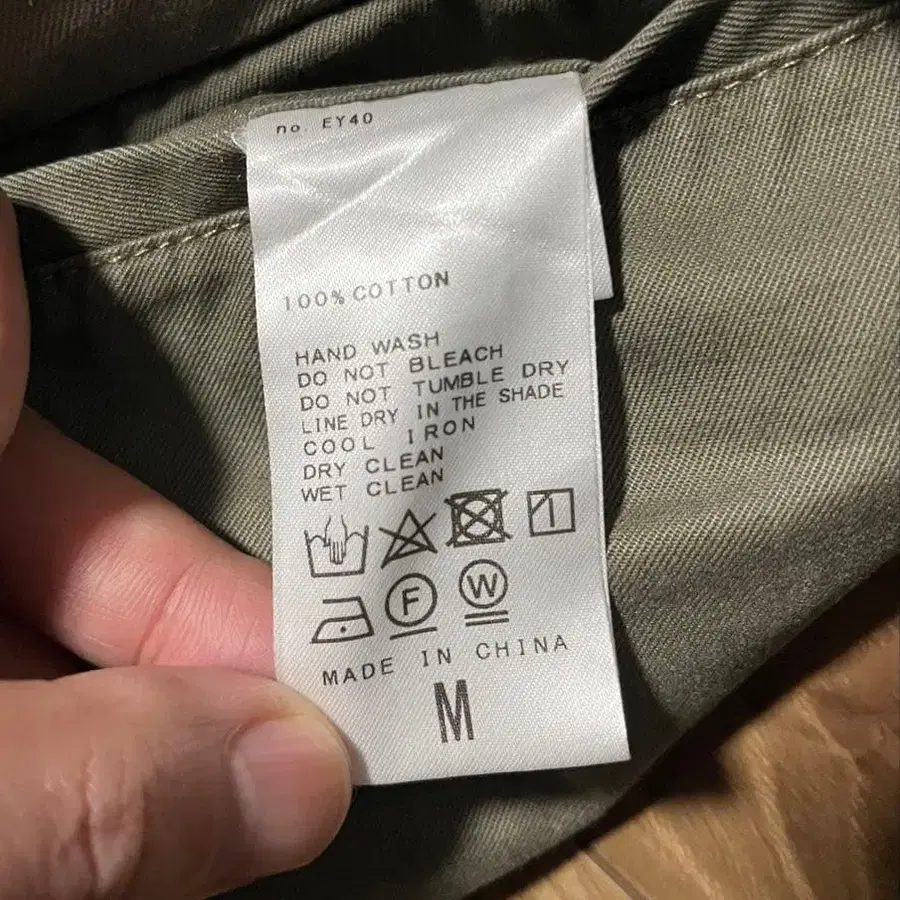 no. EY40
100% COTTON
HAND WASH
DO NOT BLEACH
DO NOT TUMBLE DRY
LINE DRY IN THE SHADE
COOL IRON
DRY CLEAN
WET CLEAN
F W
MADE IN CHINA
M